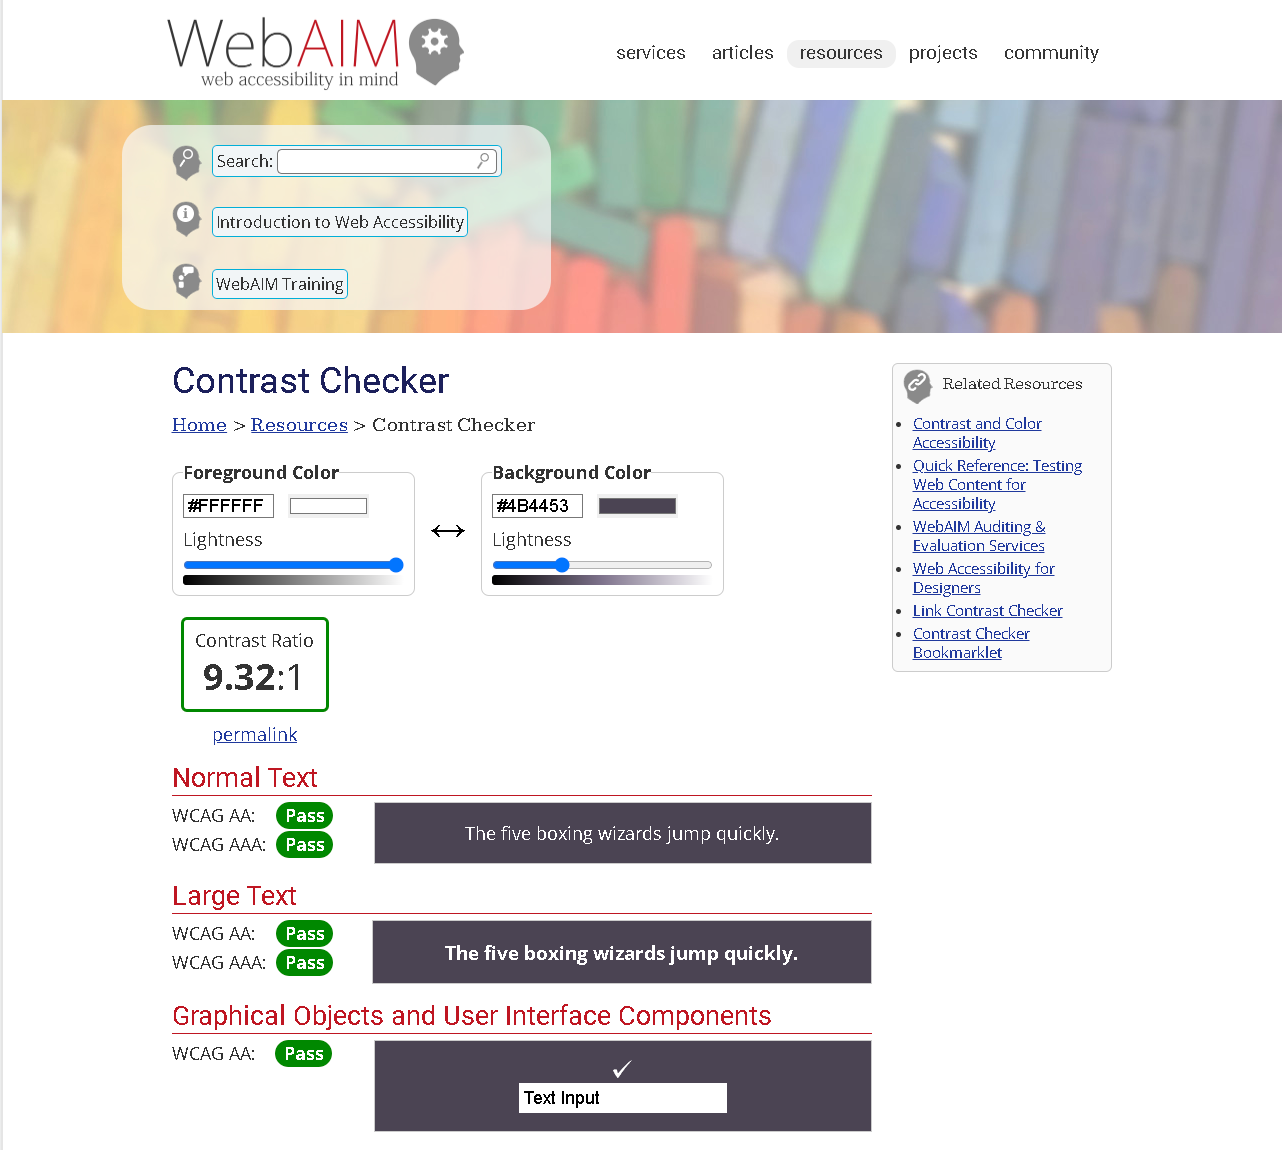 WebAIM
web accessibility in mind
services articles resources projects community
Search:
Introduction to Web Accessibility
WebAIM Training
Contrast Checker
Home > Resources > Contrast Checker
Foreground Color
#FFFFFF
Lightness
Background Color
#4B4453
Lightness
Contrast Ratio
9.32:1
permalink
Normal Text
WCAG AA: Pass
WCAG AAA: Pass
The five boxing wizards jump quickly.
Large Text
WCAG AA: Pass
WCAG AAA: Pass
The five boxing wizards jump quickly.
Graphical Objects and User Interface Components
WCAG AA: Pass
✓
Text Input
Related Resources
Contrast and Color
Accessibility
Quick Reference: Testing
Web Content for
Accessibility
WebAIM Auditing &
Evaluation Services
Web Accessibility for
Designers
Link Contrast Checker
Contrast Checker
Bookmarklet